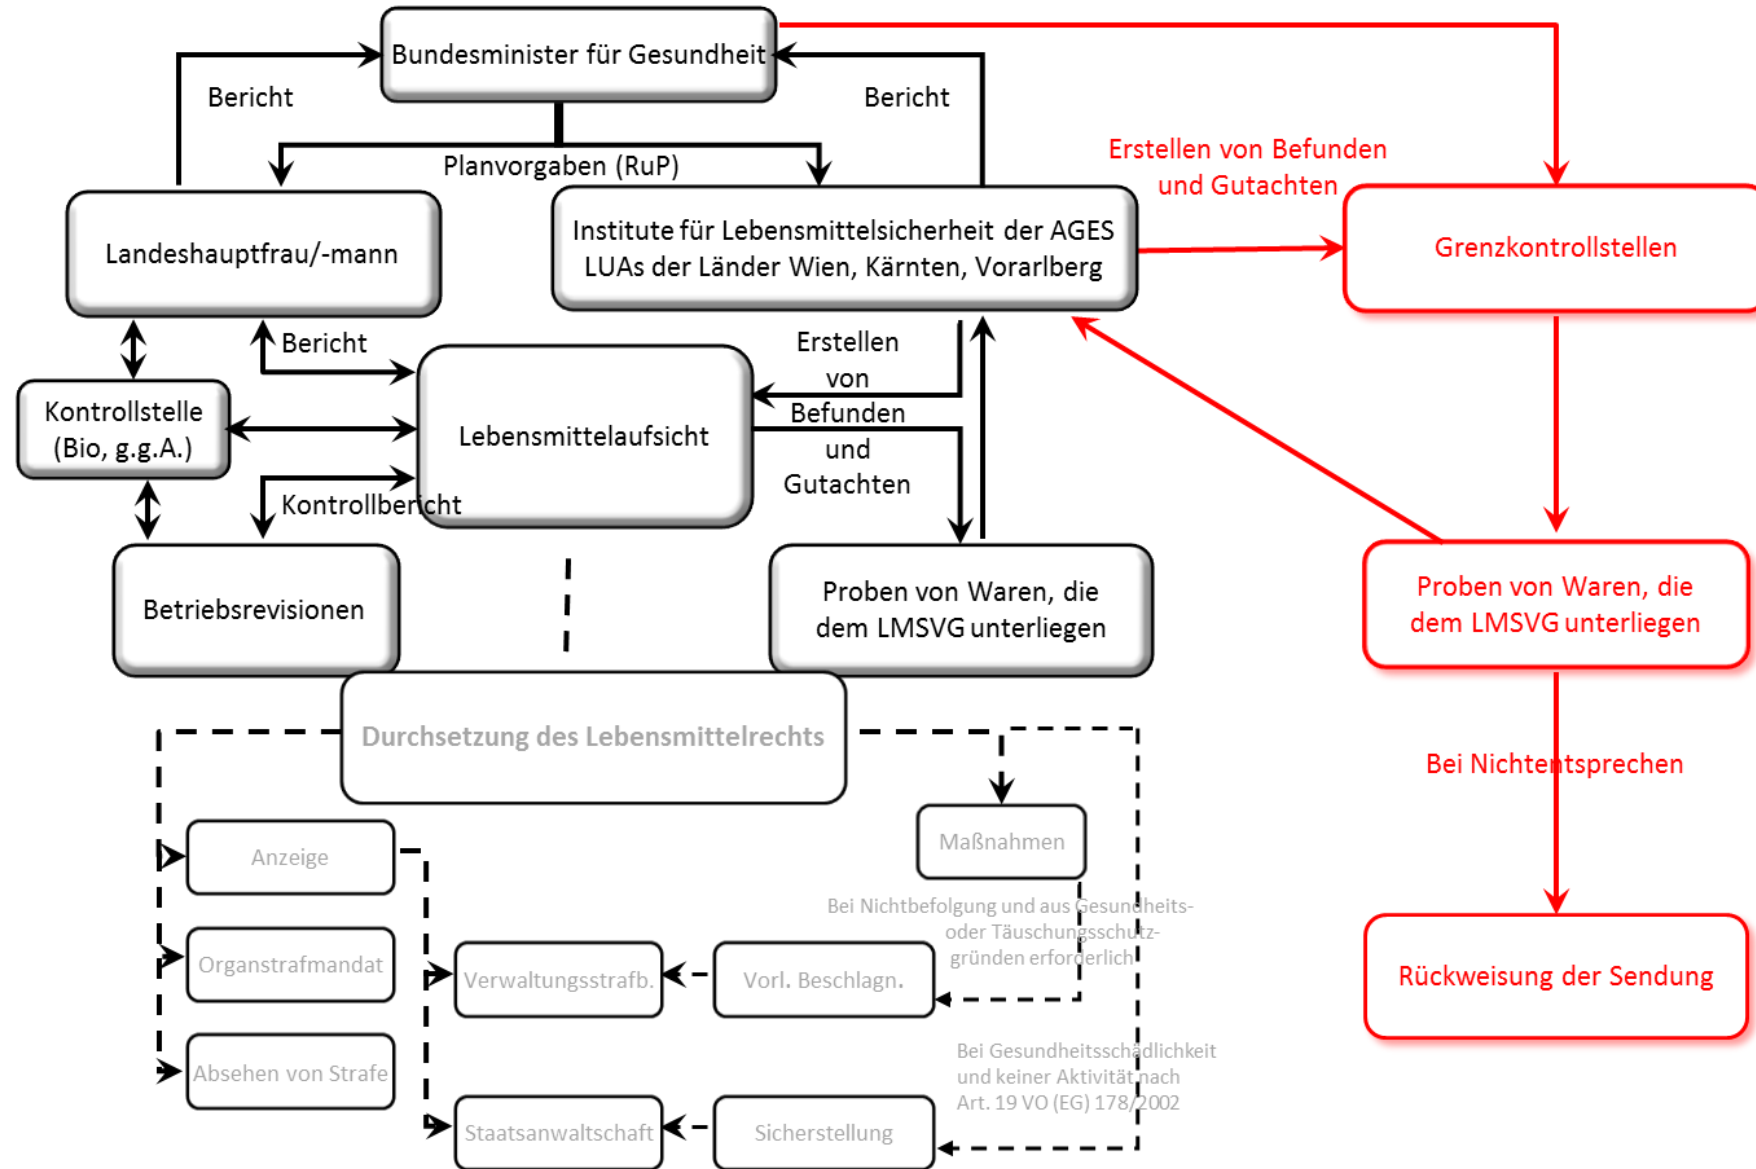 Bundesminister für Gesundheit
Bericht
Bericht
Planvorgaben (RuP)
Erstellen von Befunden
und Gutachten
Landeshauptfrau/-mann
Institute für Lebensmittelsicherheit der AGES
LUAs der Länder Wien, Kärnten, Vorarlberg
Grenzkontrollstellen
Bericht
Erstellen
von
Befunden
und
Gutachten
Kontrollstelle
(Bio, g.g.A.)
Lebensmittelaufsicht
Kontrollbericht
Betriebsrevisionen
Proben von Waren, die
dem LMSVG unterliegen
Proben von Waren, die
dem LMSVG unterliegen
Durchsetzung des Lebensmittelrechts
Bei Nichtentsprechen
Anzeige
Maßnahmen
Bei Nichtbefolgung und aus Gesundheits-
oder Täuschungsschutz-
gründen erforderlich
Organstrafmandat
Verwaltungsstrafb.
Vorl. Beschlagn.
Rückweisung der Sendung
Absehen von Strafe
Bei Gesundheitsschädlichkeit
und keiner Aktivität nach
Art. 19 VO (EG) 178/2002
Staatsanwaltschaft
Sicherstellung